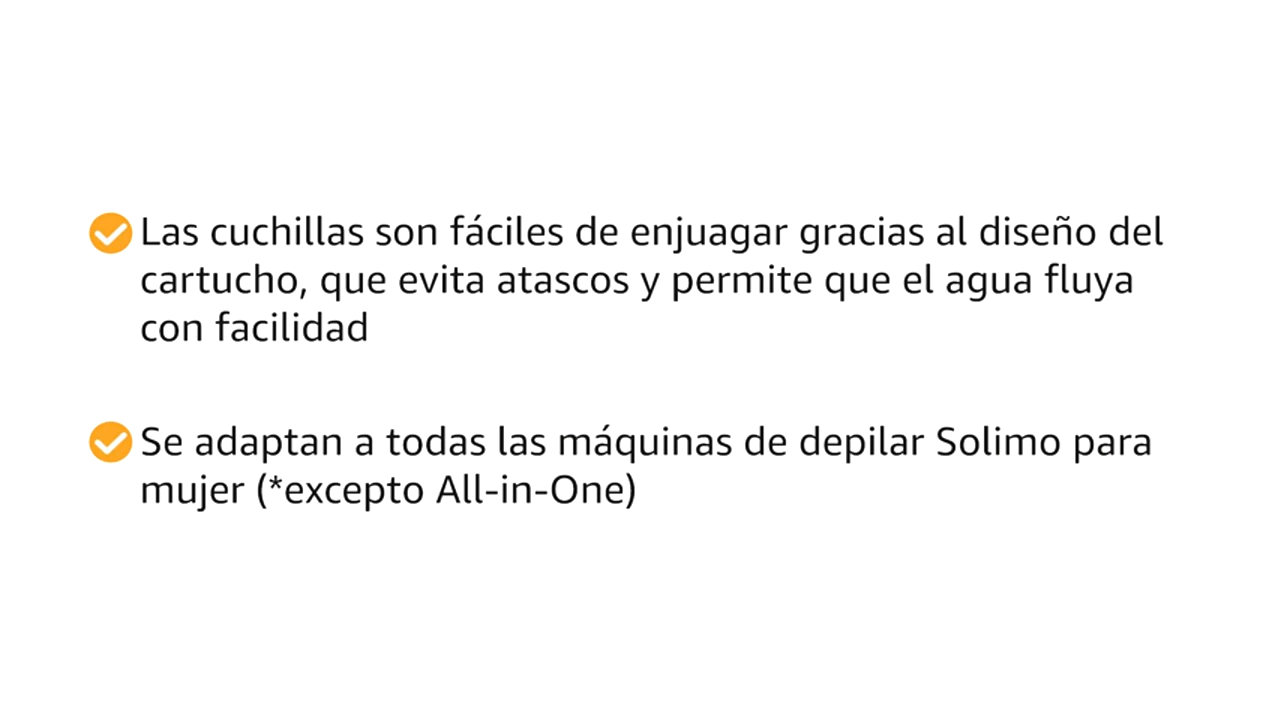 Las cuchillas son fáciles de enjuagar gracias al diseño del
cartucho, que evita atascos y permite que el agua fluya
con facilidad
Se adaptan a todas las máquinas de depilar Solimo para
mujer (*excepto All-in-One)